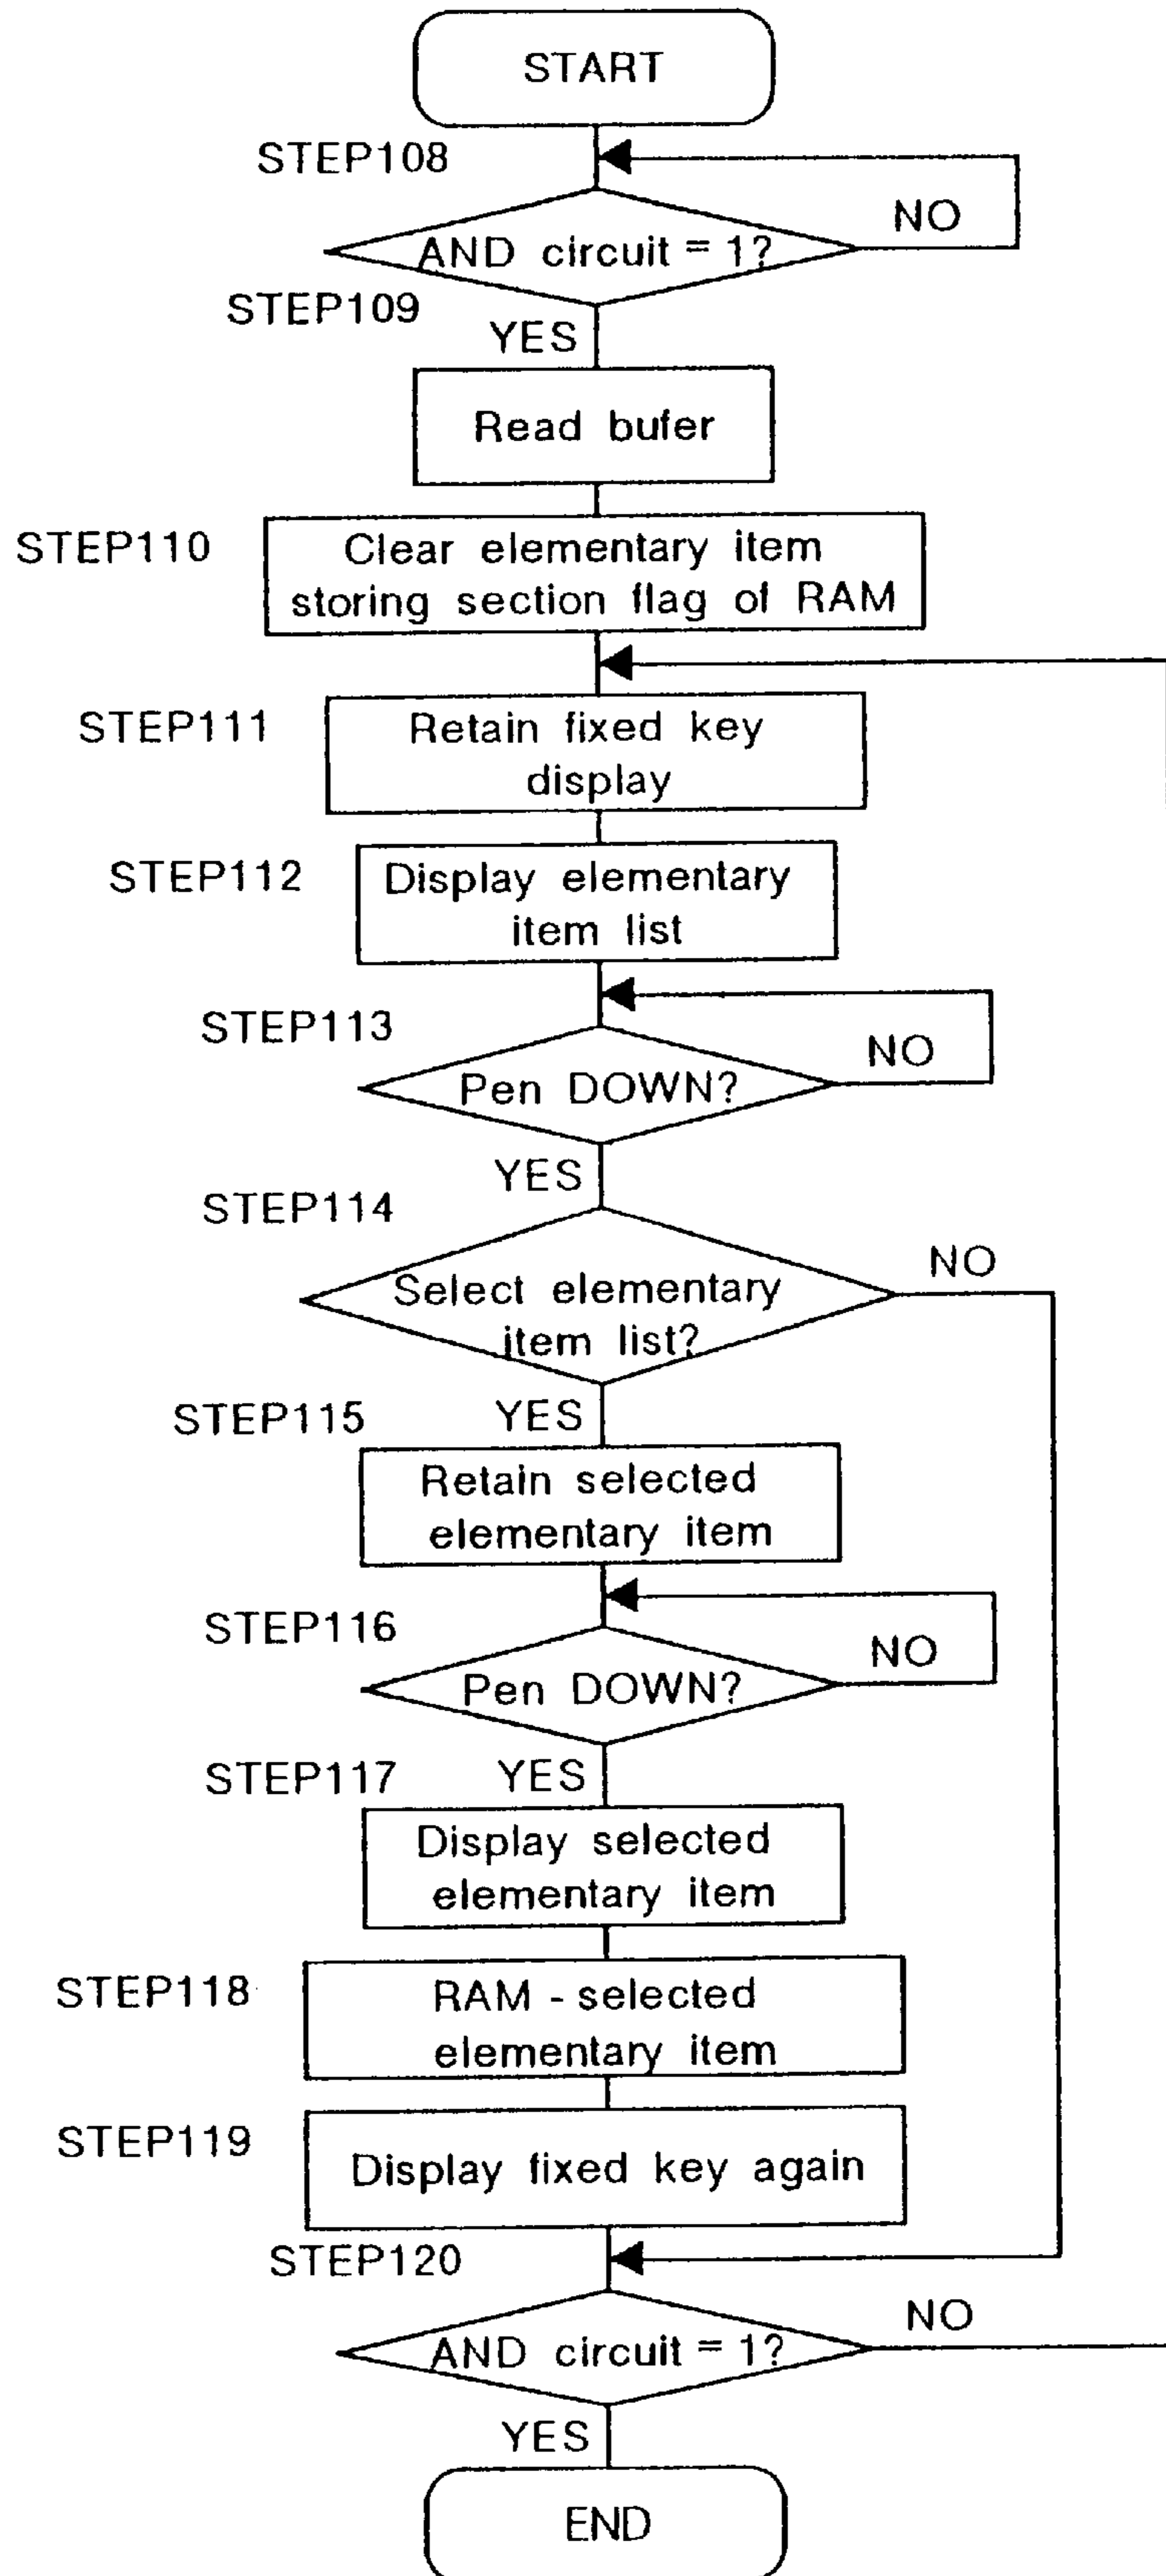 START
STEP108
NO
AND circuit = 1?
STEP109
YES
Read bufer
STEP110
Clear elementary item
storing section flag of RAM
STEP111
Retain fixed key
display
STEP112
Display elementary
item list
STEP113
NO
Pen DOWN?
YES
STEP114
NO
Select elementary
item list?
STEP115
YES
Retain selected
elementary item
STEP116
NO
Pen DOWN?
STEP117
YES
Display selected
elementary item
STEP118
RAM - selected
elementary item
STEP119
Display fixed key again
STEP120
NO
AND circuit = 1?
YES
END